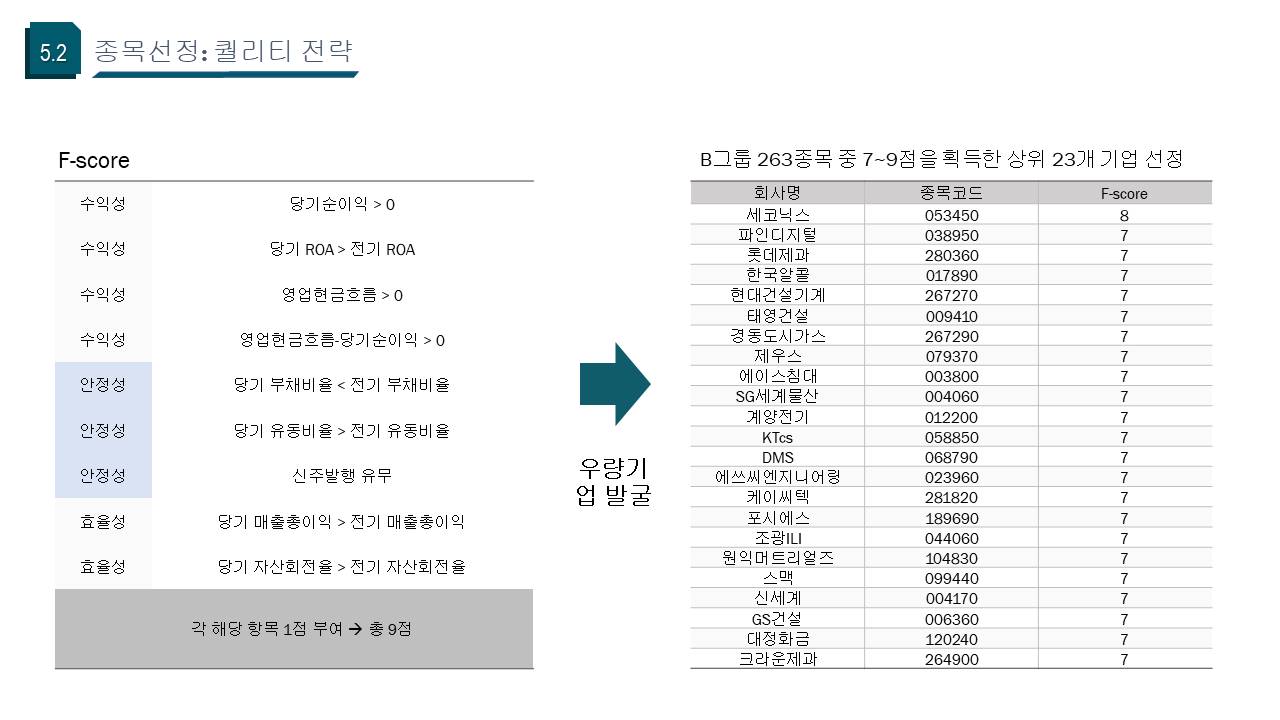 5.2
종목선정: 퀄리티 전략
F-score
수익성 당기순이익 > 0
수익성 당기 ROA > 전기 ROA
수익성 영업현금흐름 > 0
수익성 영업현금흐름-당기순이익 > 0
안정성 당기 부채비율 < 전기 부채비율
안정성 당기 유동비율 > 전기 유동비율
안정성 신주발행 유무
효율성 당기 매출총이익 > 전기 매출총이익
효율성 당기 자산회전율 > 전기 자산회전율
각 해당 항목 1점 부여 → 총 9점
우량기
업 발굴
B그룹 263종목 중 7~9점을 획득한 상위 23개 기업 선정
회사명 종목코드 F-score
세코닉스 053450 8
파인디지털 038950 7
롯데제과 280360 7
한국알콜 017890 7
현대건설기계 267270 7
태영건설 009410 7
경동도시가스 267290 7
제우스 079370 7
에이스침대 003800 7
SG세계물산 004060 7
계양전기 012200 7
KTcs 058850 7
DMS 068790 7
에쓰씨엔지니어링 023960 7
케이씨텍 281820 7
포시에스 189690 7
조광ILI 044060 7
원익머트리얼즈 104830 7
스맥 099440 7
신세계 004170 7
GS건설 006360 7
대정화금 120240 7
크라운제과 264900 7